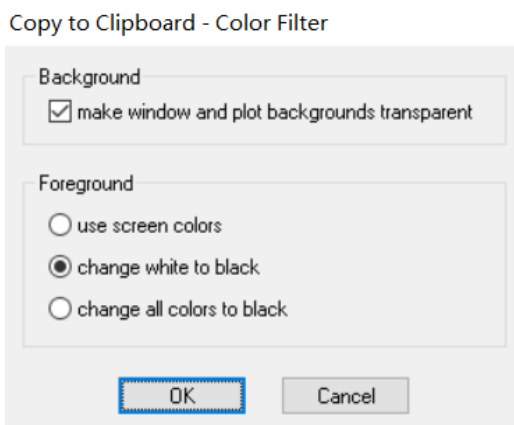 Copy to Clipboard - Color Filter
Background
make window and plot backgrounds transparent
Foreground
use screen colors
change white to black
change all colors to black
OK Cancel